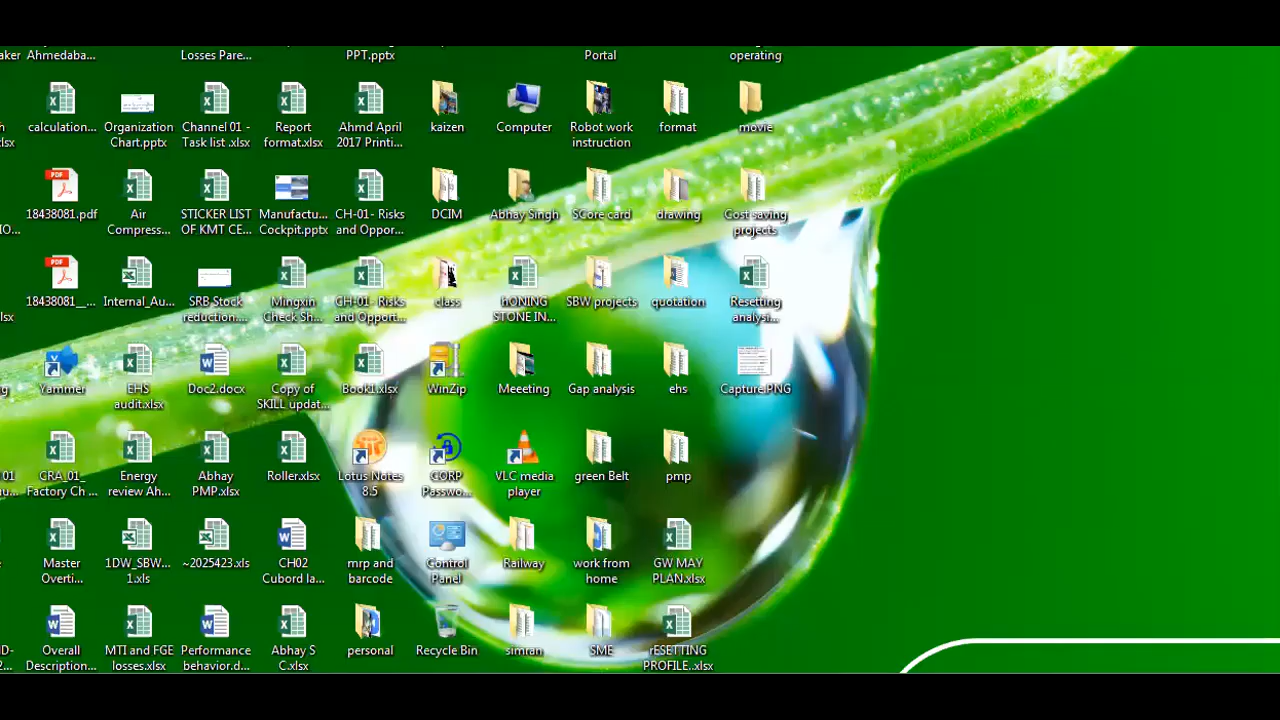 aker
Ahmedaba...
Losses Pare...
PPT.pptx
Portal
operating
calculation...
Organization
Chart.pptx
Channel 01 -
Task list .xlsx
Report
format.xlsx
Ahmd April
2017 Printi...
kaizen
Computer
Robot work
instruction
format
movie
PDF
18438081.pdf
Air
Compress...
STICKER LIST
OF KMT CE...
Manufactu...
Cockpit.pptx
CH-01- Risks
and Oppor...
DCIM
Abhay Singh
SCore card
drawing
Cost saving
projects
PDF
18438081__...
Internal_Au...
SRB Stock
reduction....
Mingxin
Check Sh...
CH-01- Risks
and Opport...
class
hONING
STONE IN...
SBW projects
quotation
Resetting
analysi...
Yammer
EHS
audit.xlsx
Doc2.docx
Copy of
SKILL updat...
Book1.xlsx
WinZip
Meeeting
Gap analysis
ehs
Capture.PNG
CRA_01_
Factory Ch ...
Energy
review Ah...
Abhay
PMP.xlsx
Roller.xlsx
Lotus Notes
8.5
CORP
Passwo...
VLC media
player
green Belt
pmp
Master
Overti...
1DW_SBW...
1.xls
~2025423.xls
CH02
Cubord la...
mrp and
barcode
Control
Panel
Railway
work from
home
GW MAY
PLAN.xlsx
Overall
Description...
MTI and FGE
losses.xlsx
Performance
behavior.d...
Abhay S
C.xlsx
personal
Recycle Bin
simran
SME
rESETTING
PROFILE..xlsx